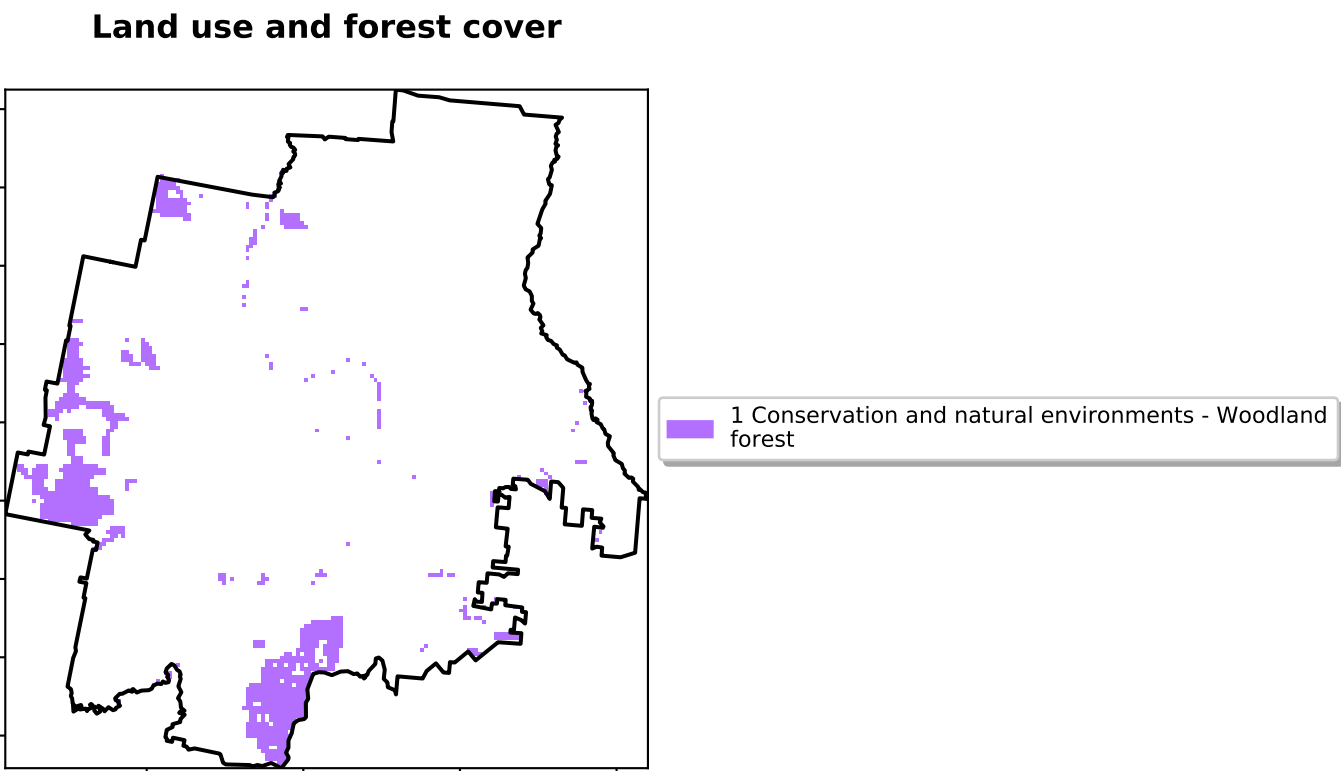 Land use and forest cover
1 Conservation and natural environments - Woodland
forest